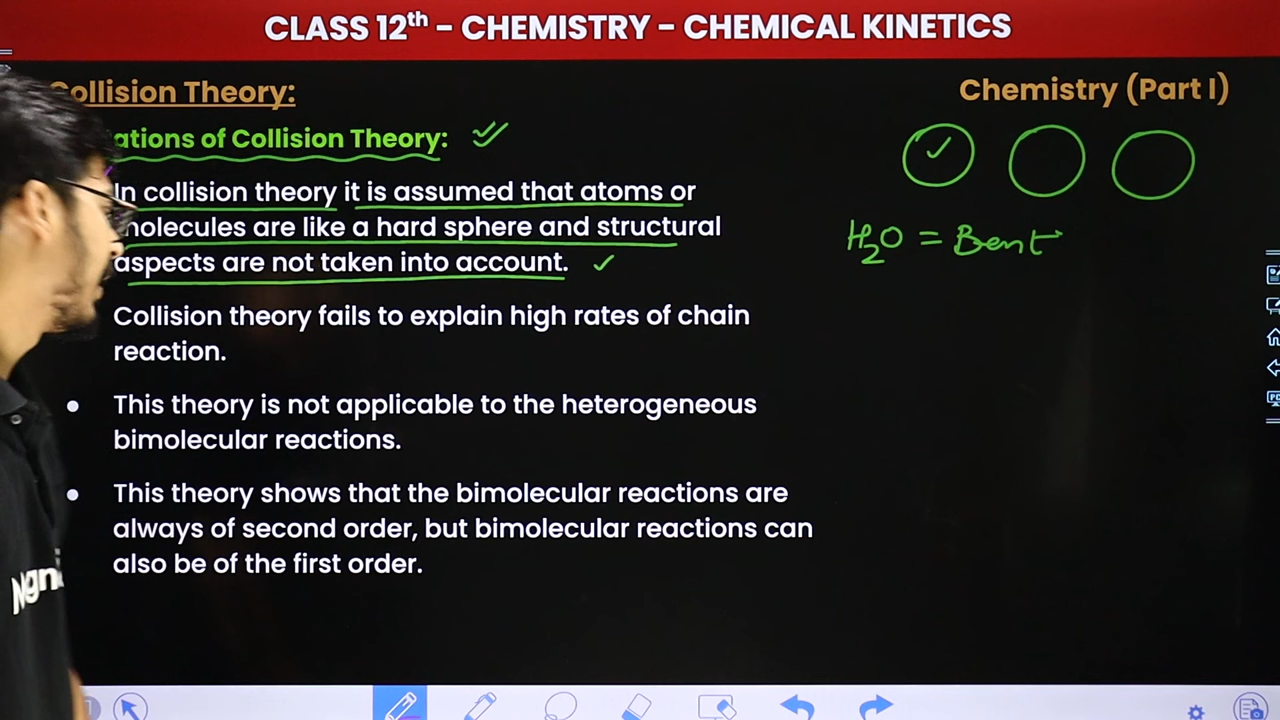 CLASS 12th – CHEMISTRY – CHEMICAL KINETICS
Collision Theory:
Chemistry (Part I)
ations of Collision Theory:
In collision theory it is assumed that atoms or
molecules are like a hard sphere and structural
aspects are not taken into account.
H2O = Bent
Collision theory fails to explain high rates of chain
reaction.
• This theory is not applicable to the heterogeneous
bimolecular reactions.
• This theory shows that the bimolecular reactions are
always of second order, but bimolecular reactions can
also be of the first order.